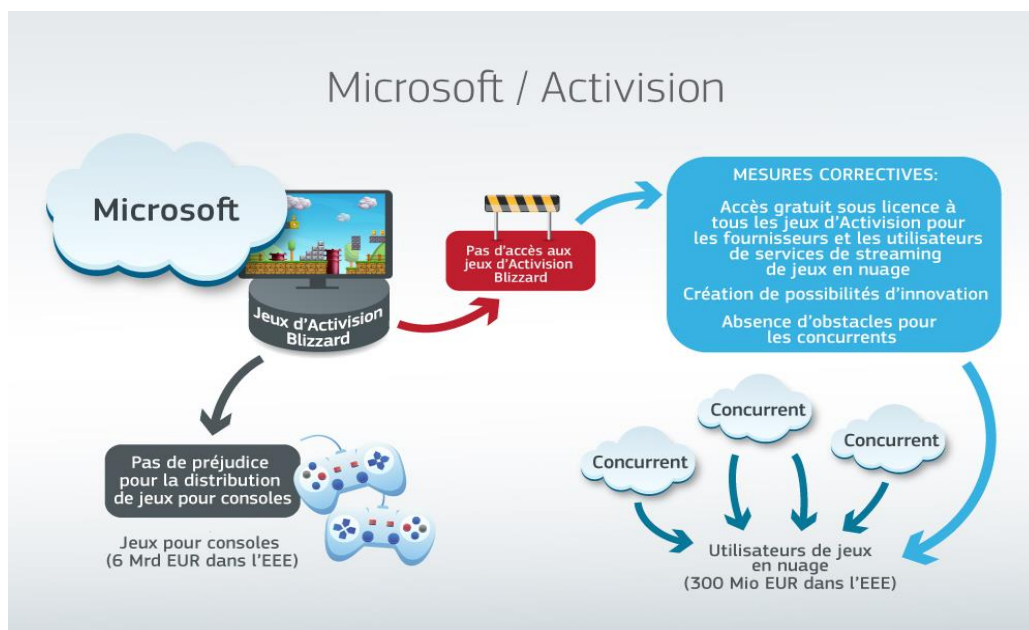 Microsoft / Activision
Microsoft
Jeux d'Activision
Blizzard
Pas d'accès aux
jeux d'Activision
Blizzard
MESURES CORRECTIVES:
Accès gratuit sous licence à
tous les jeux d'Activision pour
les fournisseurs et les utilisateurs
de services de streaming
de jeux en nuage
Création de possibilités d'innovation
Absence d'obstacles pour
les concurrents
Pas de préjudice
pour la distribution
de jeux pour consoles
Jeux pour consoles
(6 Mrd EUR dans l'EEE)
Concurrent
Concurrent
Concurrent
Utilisateurs de jeux
en nuage
(300 Mio EUR dans l'EEE)